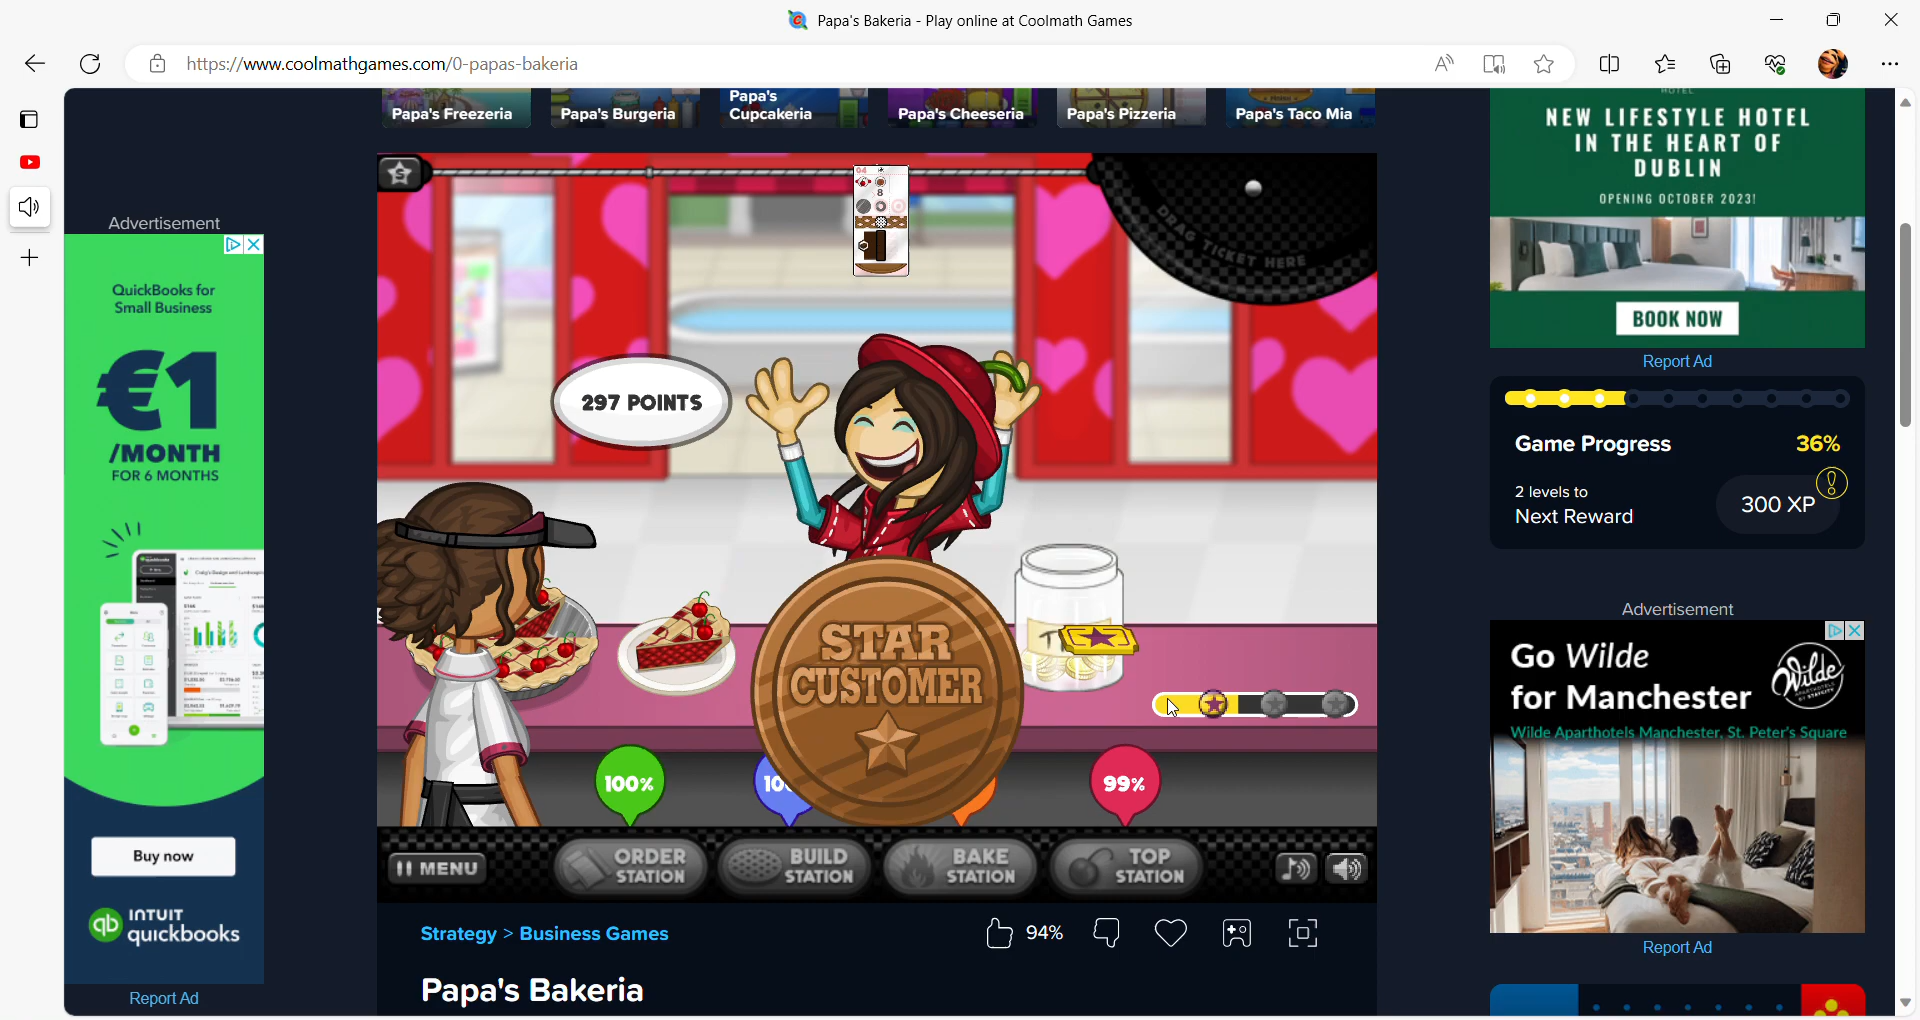 Papa's Bakeria - Play online at Coolmath Games
https://www.coolmathgames.com/0-papas-bakeria
Papa's Freezeria
Papa's Burgeria
Papa's
Cupcakeria
Papa's Cheeseria
Papa's Pizzeria
Papa's Taco Mia
Advertisement
QuickBooks for
Small Business
€1
/MONTH
FOR 6 MONTHS
Buy now
INTUIT
quickbooks
Report Ad
DRAG TICKET HERE
8
297 POINTS
STAR
CUSTOMER
100%
99%
MENU
ORDER
STATION
BUILD
STATION
BAKE
STATION
TOP
STATION
Strategy > Business Games
94%
Papa's Bakeria
NEW LIFESTYLE HOTEL
IN THE HEART OF
DUBLIN
OPENING OCTOBER 2023!
BOOK NOW
Report Ad
Game Progress
36%
2 levels to
Next Reward
300 XP
Advertisement
Go Wilde
for Manchester
Wilde
Wilde Aparthotels Manchester, St. Peter's Square
Report Ad